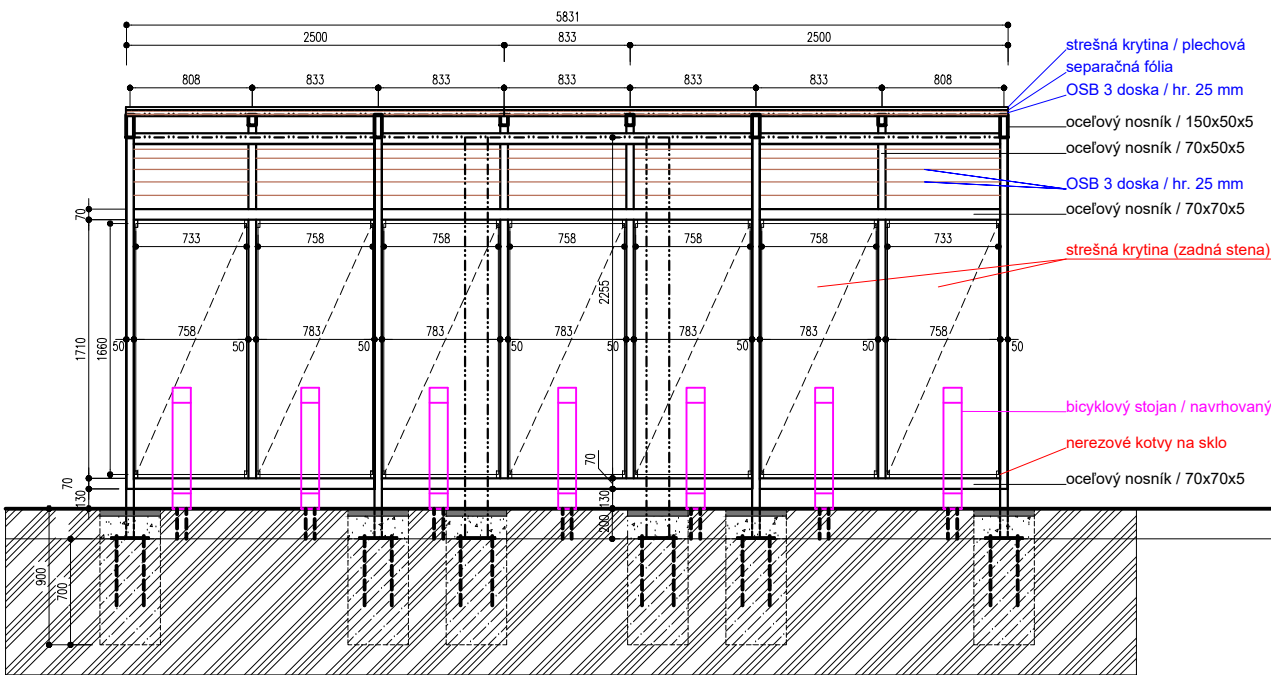 5831
2500 833 2500
808 833 833 833 833 833 808
strešná krytina / plechová
separačná fólia
OSB 3 doska / hr. 25 mm
oceľový nosník / 150x50x5
oceľový nosník / 70x50x5
OSB 3 doska / hr. 25 mm
70
oceľový nosník / 70x70x5
733 758 758 758 758 758 733
strešná krytina (zadná stena)
2255
758 783 783 783 783 783 758
50 50 50 50 50 50 50 50
1710
1660
bicyklový stojan / navrhovaný
nerezové kotvy na sklo
70
70
oceľový nosník / 70x70x5
130
130
200
900
700